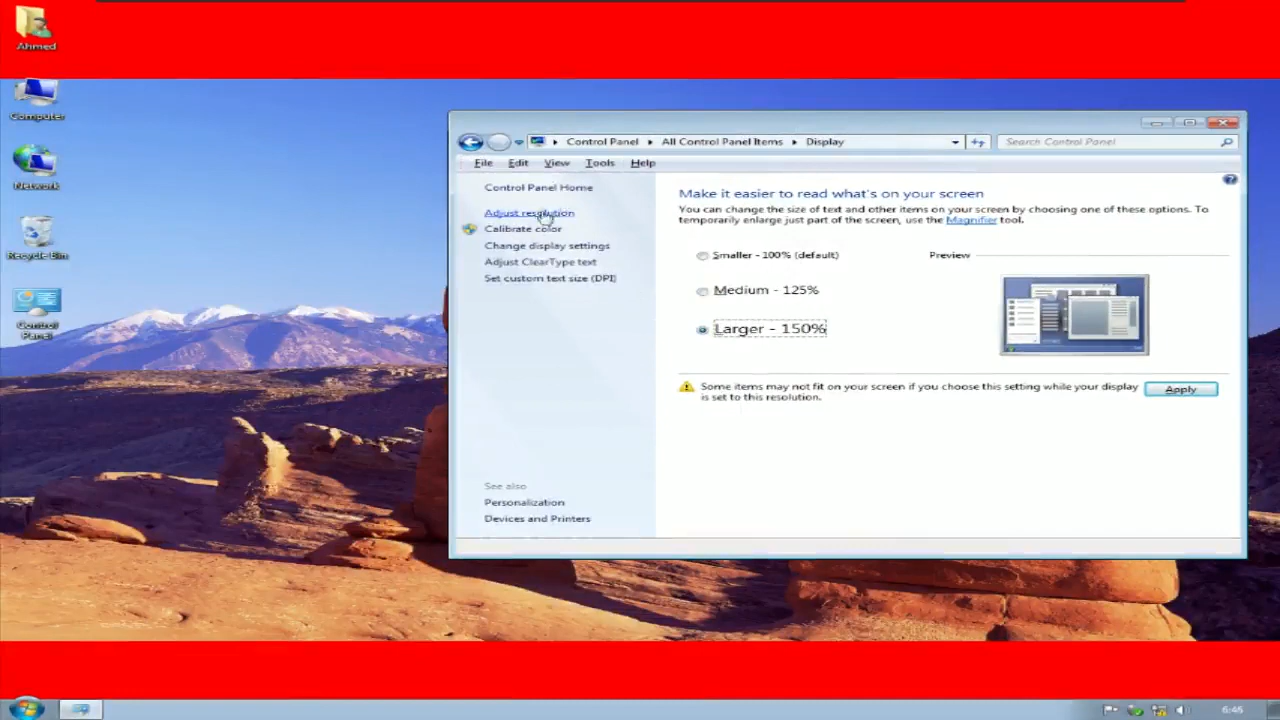 Ahmed
Computer
Network
Recycle Bin
Control
Panel
Control Panel
All Control Panel Items
Display
Search Control Panel
File
Edit
View
Tools
Help
Control Panel Home
Adjust resolution
Calibrate color
Change display settings
Adjust ClearType text
Set custom text size (DPI)
See also
Personalization
Devices and Printers
Make it easier to read what's on your screen
You can change the size of text and other items on your screen by choosing one of these options. To
temporarily enlarge just part of the screen, use the Magnifier tool.
Smaller - 100% (default)
Preview
Medium - 125%
Larger - 150%
Some items may not fit on your screen if you choose this setting while your display
is set to this resolution.
Apply
6:46